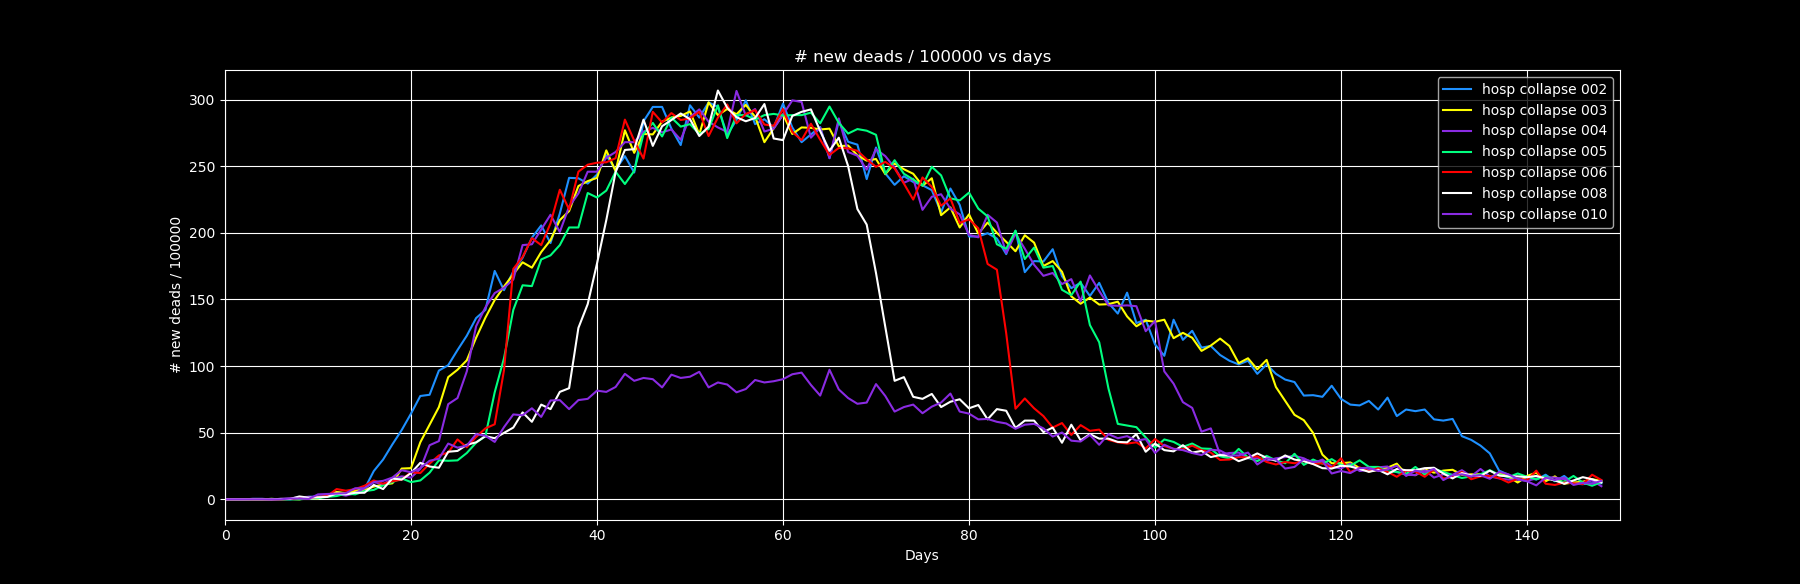 # new deads / 100000 vs days
# new deads / 100000
300
250
200
150
100
50
0
0 20 40 60 80 100 120 140
Days
hosp collapse 002
hosp collapse 003
hosp collapse 004
hosp collapse 005
hosp collapse 006
hosp collapse 008
hosp collapse 010